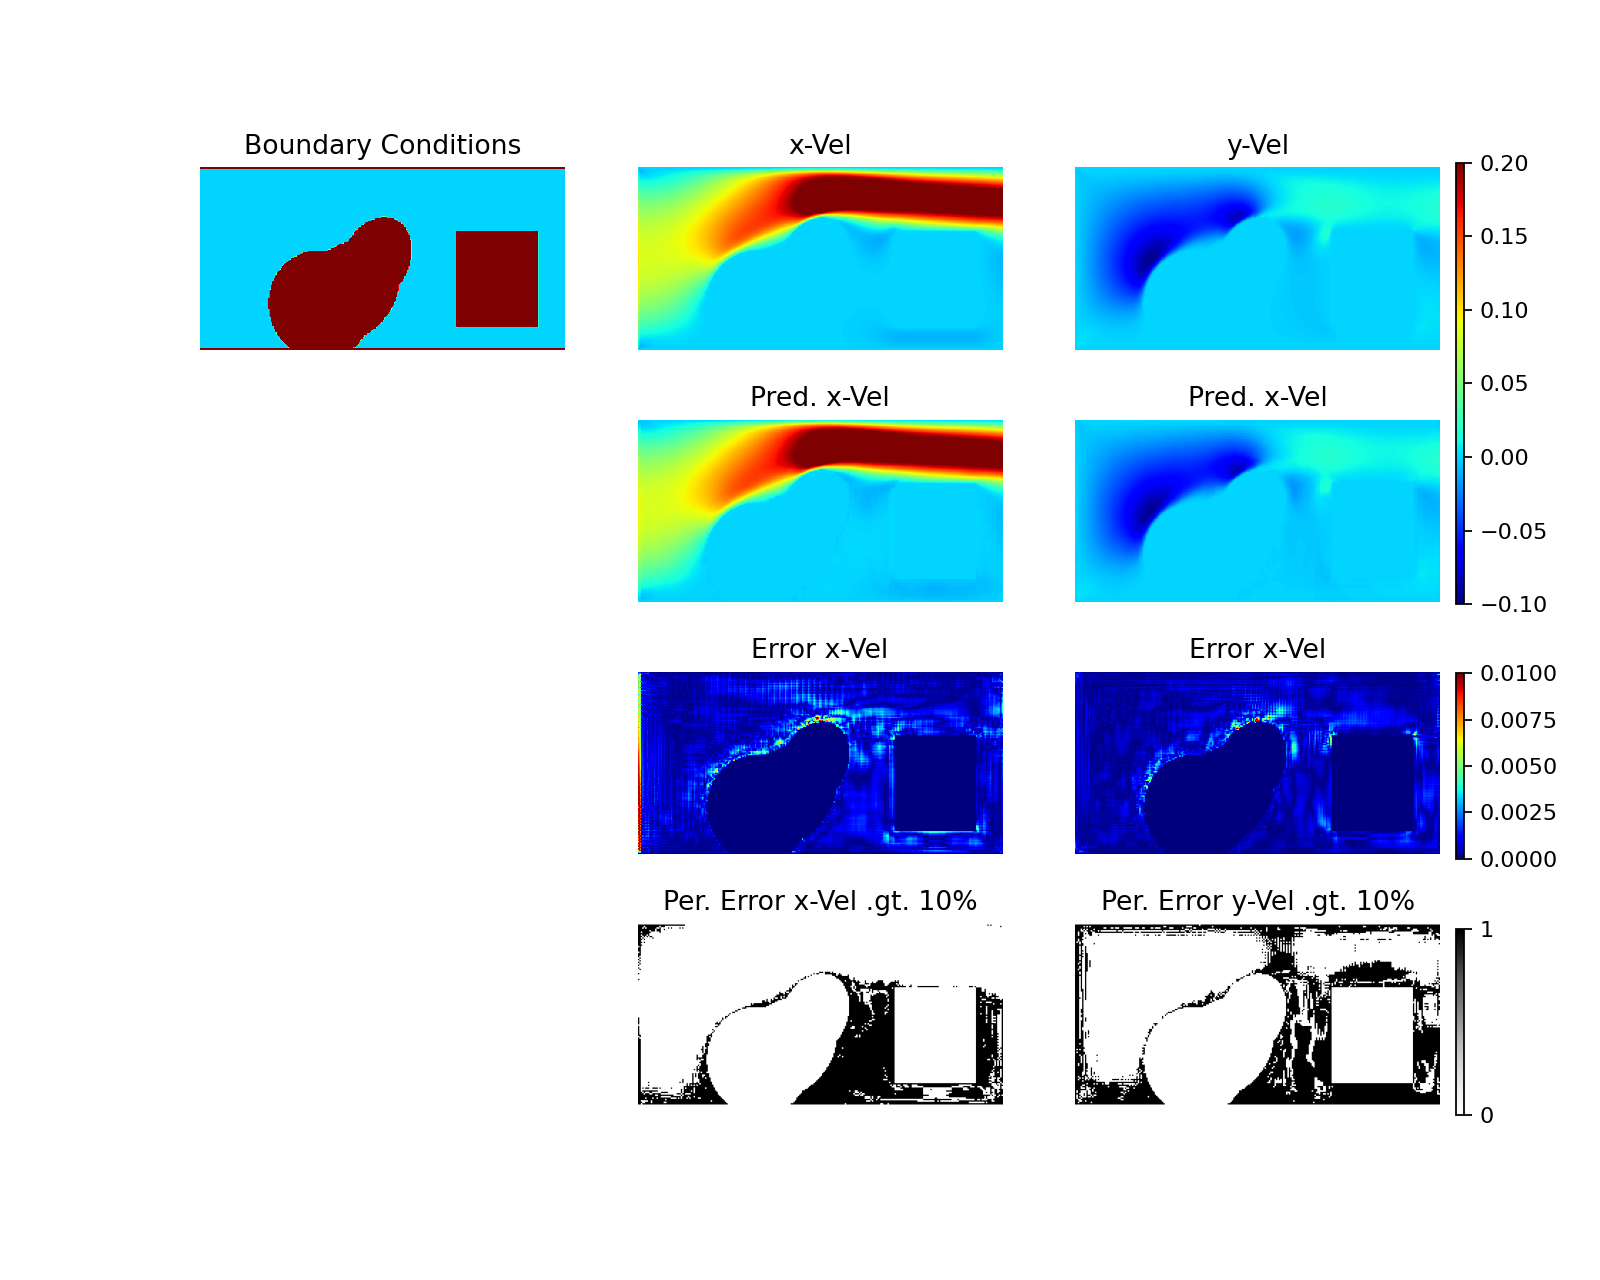 Boundary Conditions
x-Vel
y-Vel
0.20
0.15
0.10
0.05
0.00
−0.05
−0.10
Pred. x-Vel
Pred. x-Vel
Error x-Vel
Error x-Vel
0.0100
0.0075
0.0050
0.0025
0.0000
Per. Error x-Vel .gt. 10%
Per. Error y-Vel .gt. 10%
1
0